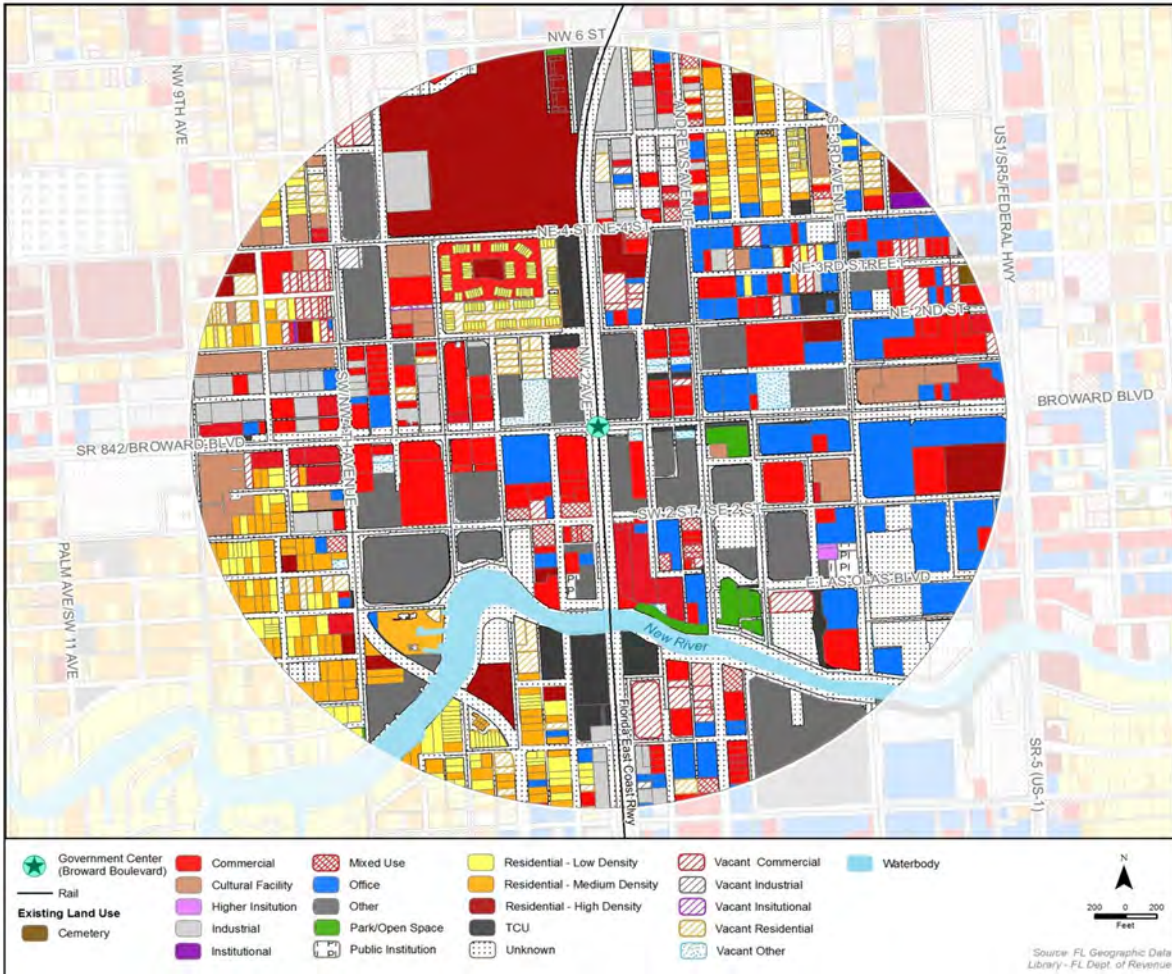 NW 6 ST
NW 9TH AVE
ANDREWS AVENUE
SE 3RD AVENUE
US1/SR5/FEDERAL HWY
NE 4 ST/NE 4 ST
NE 3RD STREET
NE 2ND ST
NW 2 AVE
SW/NW 4TH AVENUE
BROWARD BLVD
SR 842/BROWARD BLVD
SW 2 ST / SE 2 ST
PI
PI
PI
PI
E LAS OLAS BLVD
PALM AVE/SW 11 AVE
New River
Florida East Coast Rlwy
SR-5 (US-1)
Government Center
(Broward Boulevard)
Rail
Existing Land Use
Cemetery
Commercial
Cultural Facility
Higher Insitution
Industrial
Institutional
Mixed Use
Office
Other
Park/Open Space
PI
Public Institution
Residential - Low Density
Residential - Medium Density
Residential - High Density
TCU
Unknown
Vacant Commercial
Vacant Industrial
Vacant Insitutional
Vacant Residential
Vacant Other
Waterbody
N
200 0 200
Feet
Source: FL Geographic Data
Library - FL Dept. of Revenue